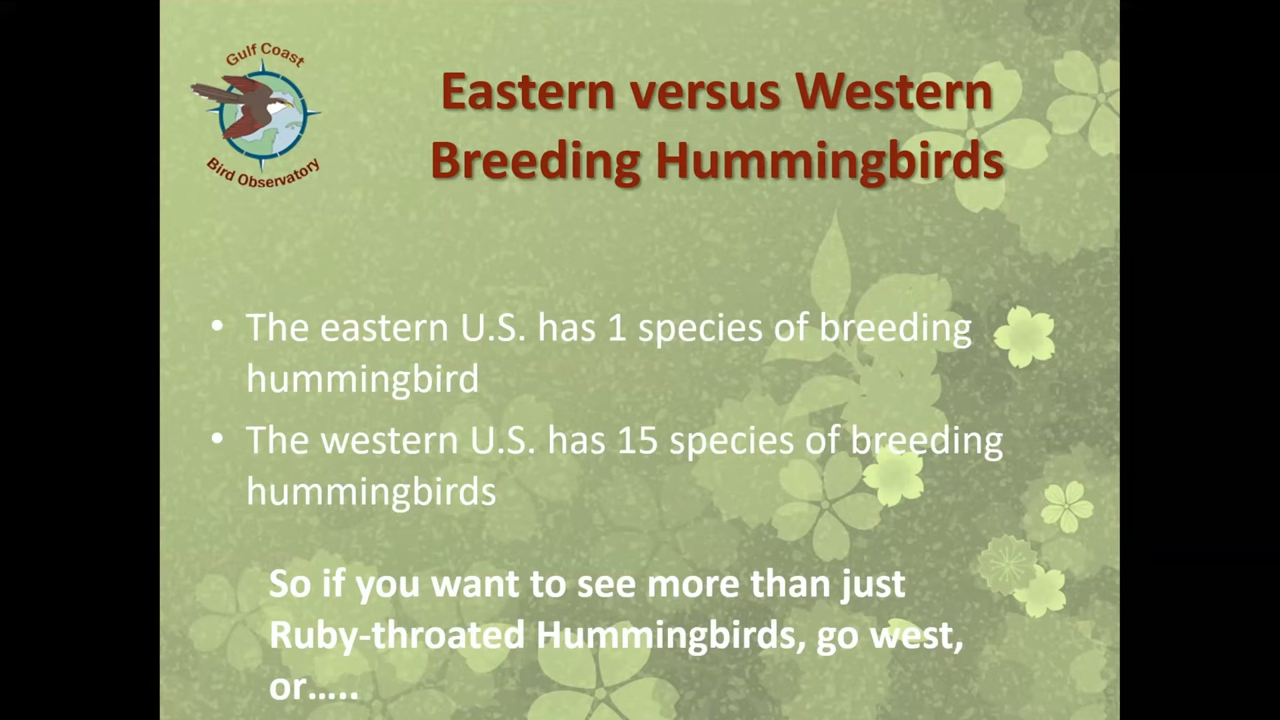 Gulf Coast
Bird Observatory
Eastern versus Western
Breeding Hummingbirds
• The eastern U.S. has 1 species of breeding
hummingbird
• The western U.S. has 15 species of breeding
hummingbirds
So if you want to see more than just
Ruby-throated Hummingbirds, go west,
or.....